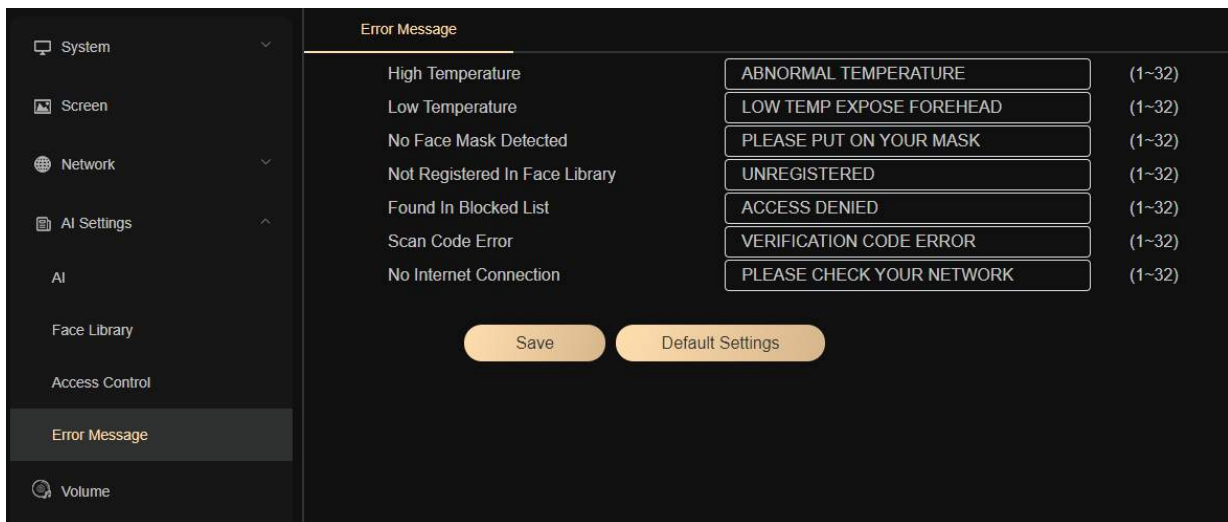 System
Screen
Network
AI Settings
AI
Face Library
Access Control
Error Message
Volume
Error Message
High Temperature ABNORMAL TEMPERATURE (1~32)
Low Temperature LOW TEMP EXPOSE FOREHEAD (1~32)
No Face Mask Detected PLEASE PUT ON YOUR MASK (1~32)
Not Registered In Face Library UNREGISTERED (1~32)
Found In Blocked List ACCESS DENIED (1~32)
Scan Code Error VERIFICATION CODE ERROR (1~32)
No Internet Connection PLEASE CHECK YOUR NETWORK (1~32)
Save Default Settings